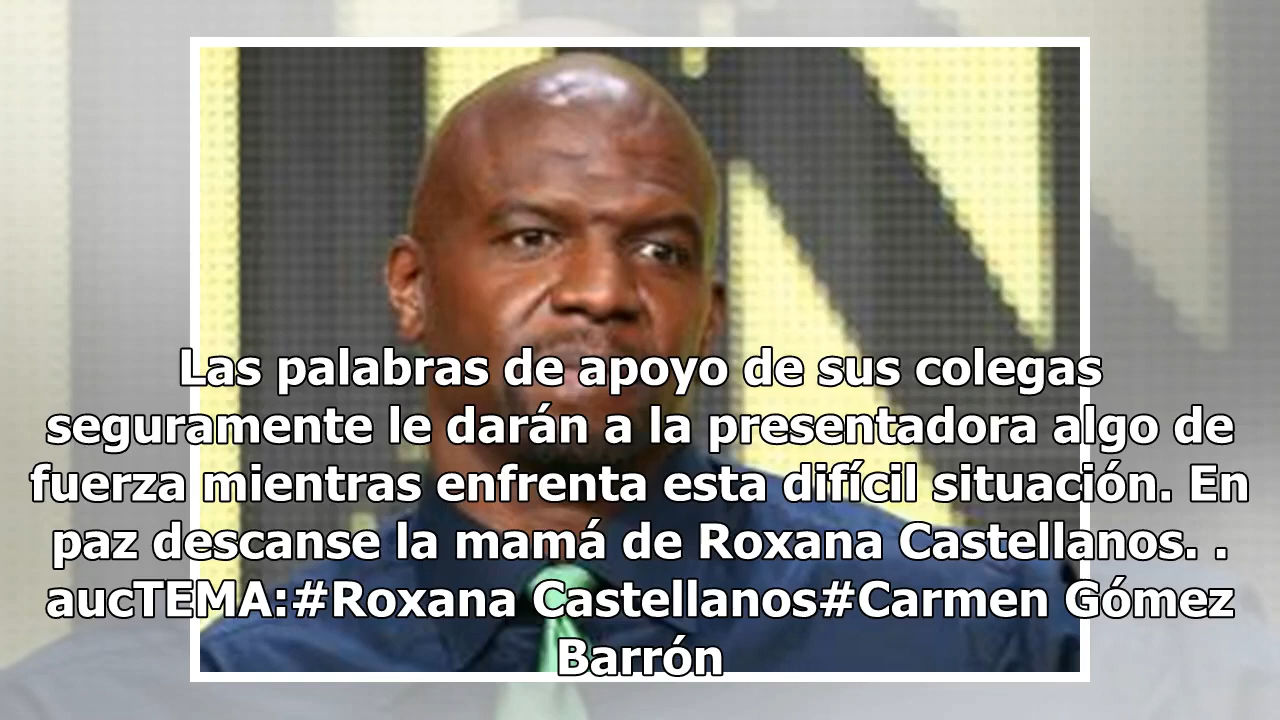 Las palabras de apoyo de sus colegas
seguramente le darán a la presentadora algo de
fuerza mientras enfrenta esta difícil situación. En
paz descanse la mamá de Roxana Castellanos. .
aucTEMA:#Roxana Castellanos#Carmen Gómez
Barrón